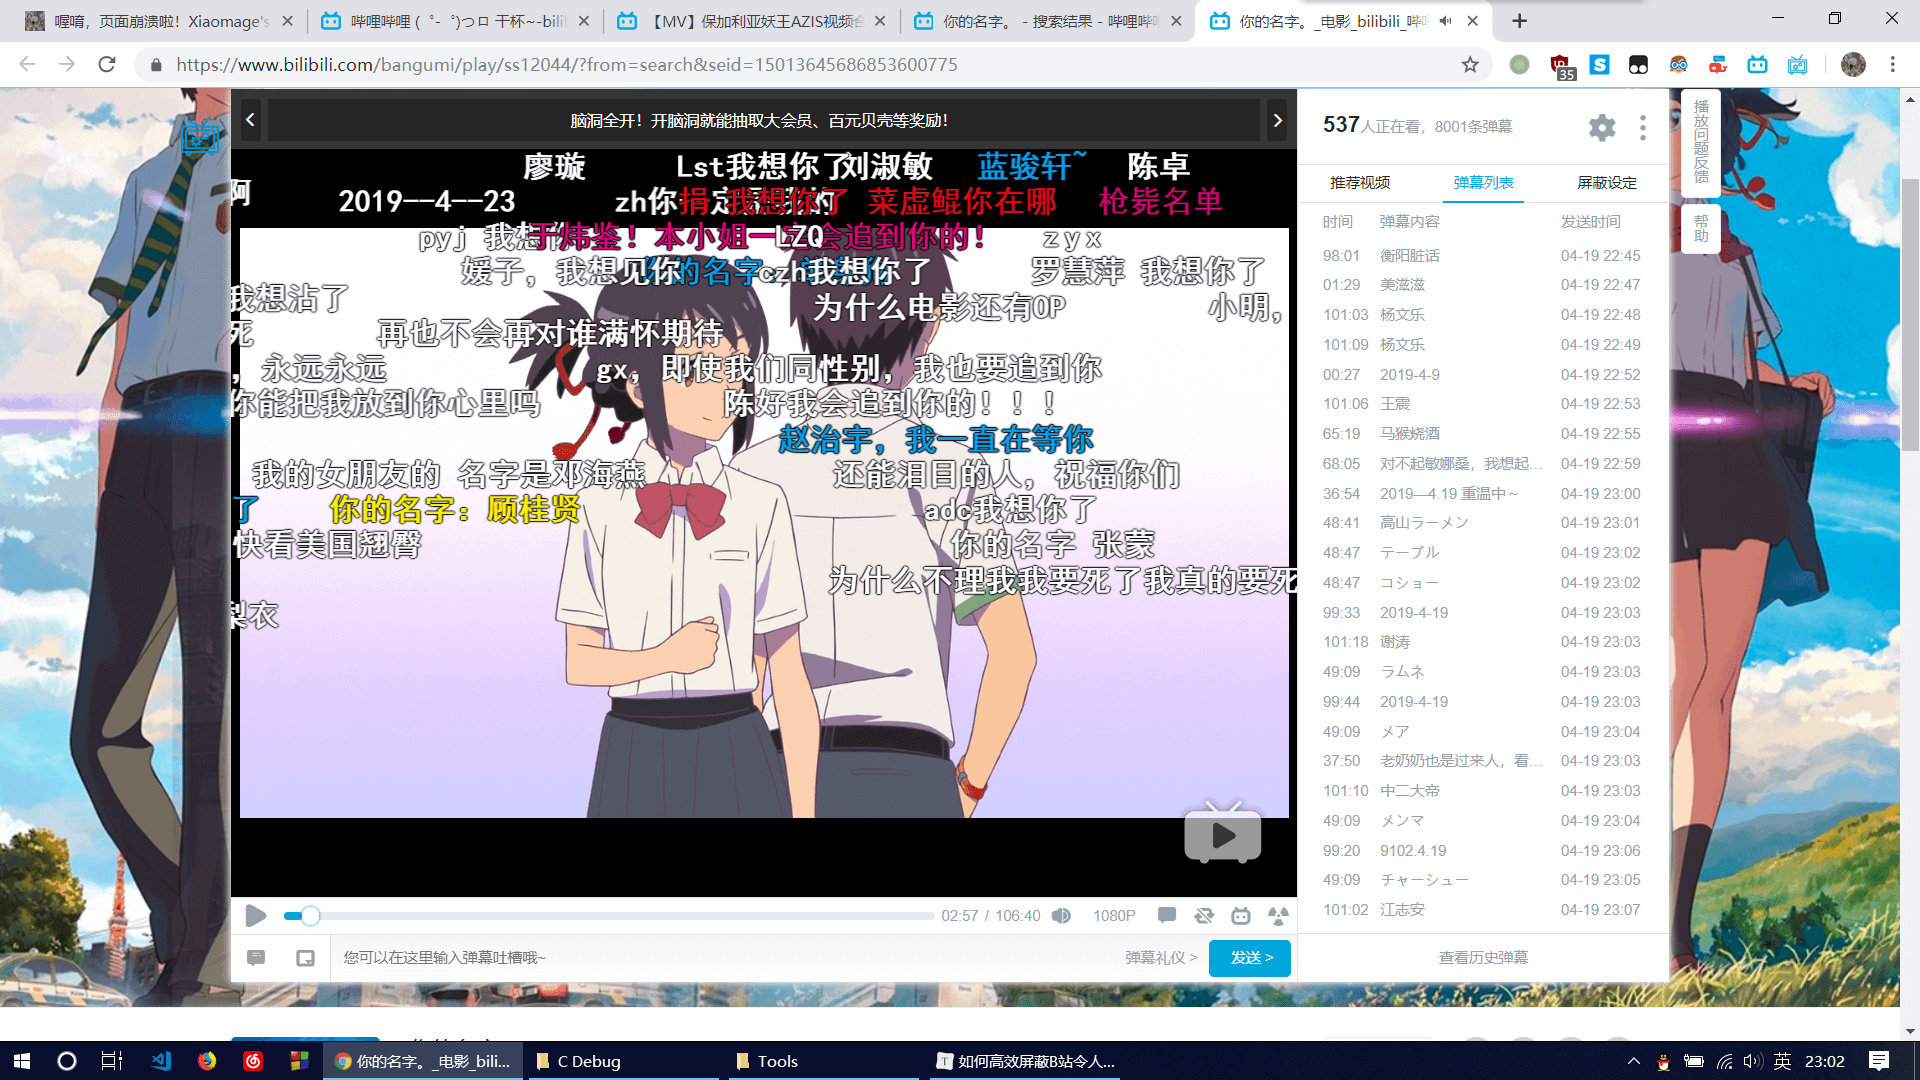 喔唷，页面崩溃啦！Xiaomage's
哔哩哔哩 (゜-゜)つロ 干杯~-bili
【MV】保加利亚妖王AZIS视频合
你的名字。 - 搜索结果 - 哔哩哔
你的名字。_电影_bilibili_哔
https://www.bilibili.com/bangumi/play/ss12044/?from=search&seid=15013645686853600775
35
脑洞全开！开脑洞就能抽取大会员、百元贝壳等奖励！
廖璇
Lst我想你了
刘淑敏
蓝骏轩~
陈卓
啊
2019——4——23
我想你了
菜虚鲲你在哪
枪毙名单
pyj 我想你
于炜鉴！本小姐一定会追到你的！
LZQ
zyx
媛子，我想见你
czh我想你了
罗慧萍 我想你了
我想沾了
为什么电影还有OP
小明，
死
再也不会再对谁满怀期待
，永远永远
gx，即使我们同性别，我也要追到你
你能把我放到你心里吗
陈好我会追到你的！！！
赵治宇，我一直在等你
我的女朋友的 名字是邓海燕
还能泪目的人，祝福你们
了
你的名字：顾桂贤
adc我想你了
快看美国翘臀
你的名字 张蒙
为什么不理我我要死了我真的要死
梨衣
02:57 / 106:40
1080P
您可以在这里输入弹幕吐槽哦~
弹幕礼仪 >
发送 >
537人正在看，8001条弹幕
推荐视频
弹幕列表
屏蔽设定
时间 弹幕内容 发送时间
98:01 衡阳脏话 04-19 22:45
01:29 美滋滋 04-19 22:47
101:03 杨文乐 04-19 22:48
101:09 杨文乐 04-19 22:49
00:27 2019-4-9 04-19 22:52
101:06 王震 04-19 22:53
65:19 马猴烧酒 04-19 22:55
68:05 对不起敏娜桑，我想起... 04-19 22:59
36:54 2019—4.19 重温中～ 04-19 23:00
48:41 高山ラーメン 04-19 23:01
48:47 テーブル 04-19 23:02
48:47 コショー 04-19 23:02
99:33 2019-4-19 04-19 23:03
101:18 谢涛 04-19 23:03
49:09 ラムネ 04-19 23:03
99:44 2019-4-19 04-19 23:03
49:09 メア 04-19 23:04
37:50 老奶奶也是过来人，看... 04-19 23:03
101:10 中二大帝 04-19 23:03
49:09 メンマ 04-19 23:04
99:20 9102.4.19 04-19 23:06
49:09 チャーシュー 04-19 23:05
101:02 江志安 04-19 23:07
查看历史弹幕
播放问题反馈
帮助
你的名字。_电影_bili...
C Debug
Tools
如何高效屏蔽B站令人...
英
23:02